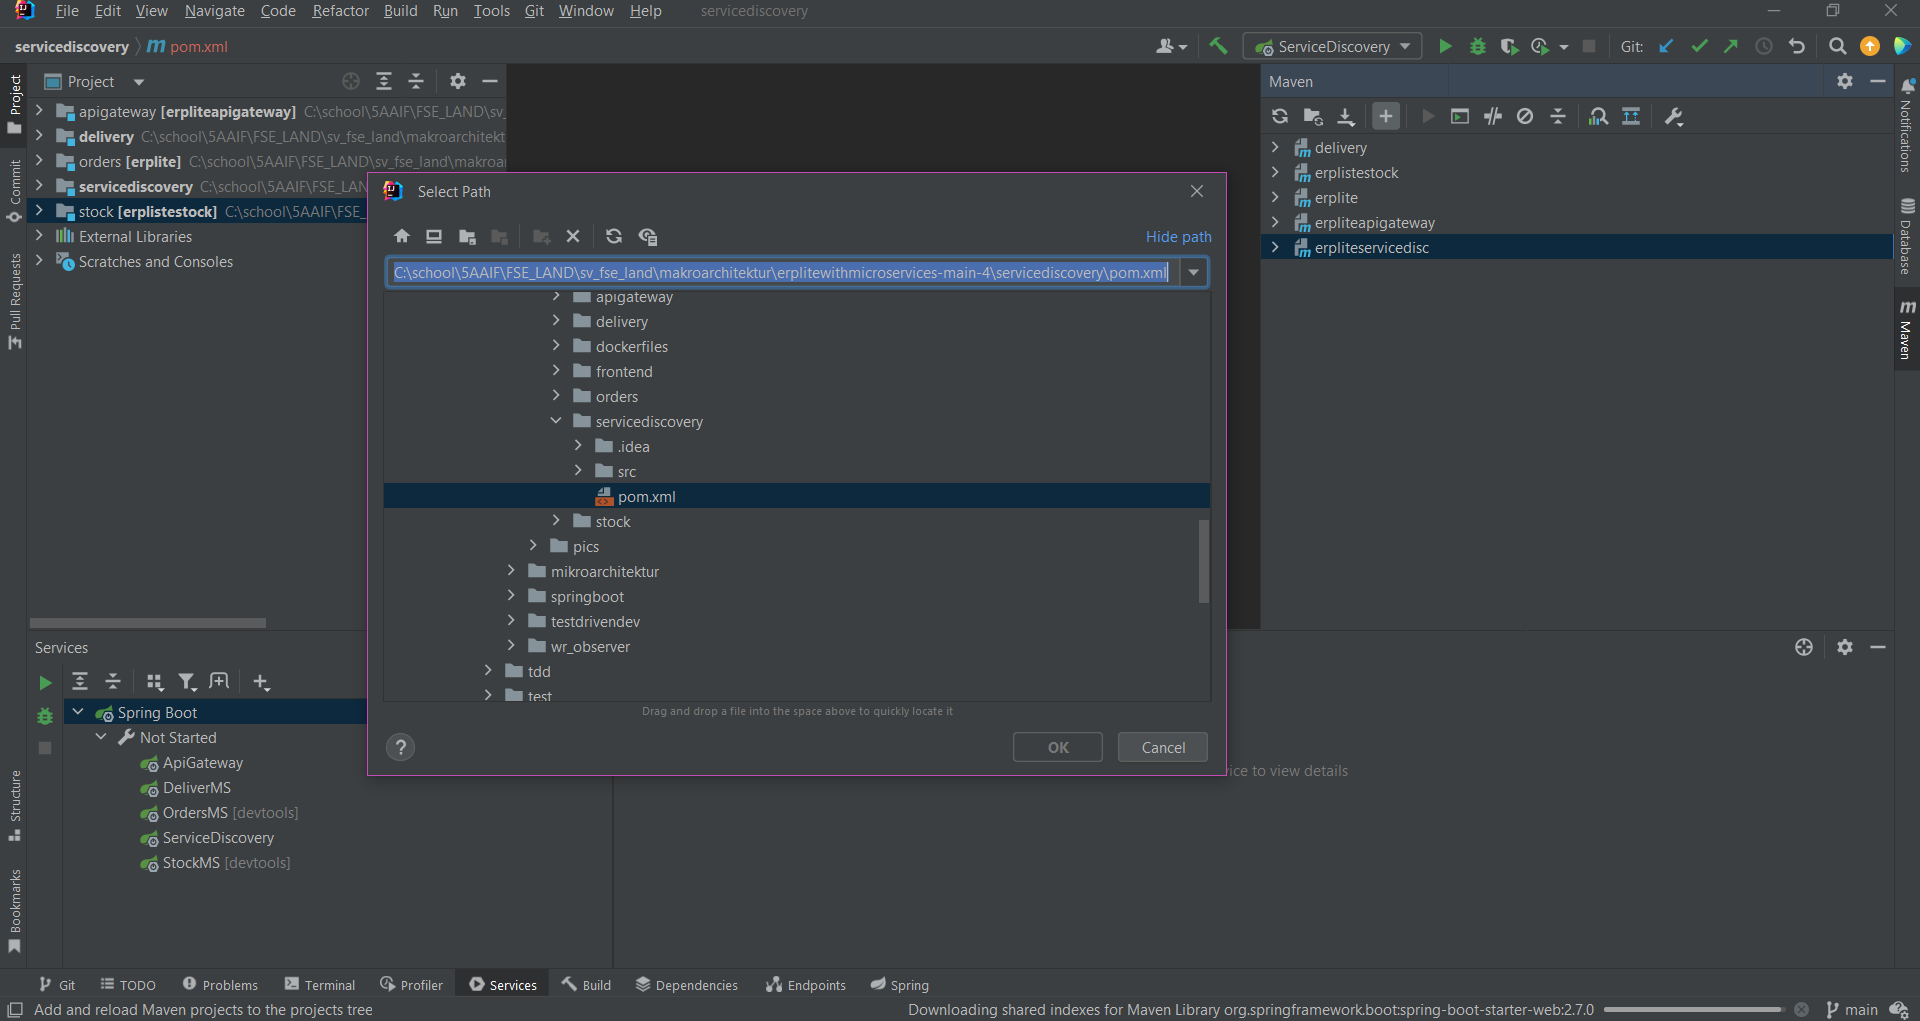 File Edit View Navigate Code Refactor Build Run Tools Git Window Help servicediscovery
servicediscovery pom.xml
ServiceDiscovery
Git:
Project
Project
apigateway [erpliteapigateway] C:\school\5AAIF\FSE_LAND\sv_
delivery C:\school\5AAIF\FSE_LAND\sv_fse_land\makroarchitekt
orders [erplite] C:\school\5AAIF\FSE_LAND\sv_fse_land\makroar
servicediscovery C:\school\5AAIF\FSE_LAN
stock [erplistestock] C:\school\5AAIF\FSE_
External Libraries
Scratches and Consoles
Commit
Pull Requests
Structure
Bookmarks
Select Path
Hide path
C:\school\5AAIF\FSE_LAND\sv_fse_land\makroarchitektur\erplitewithmicroservices-main-4\servicediscovery\pom.xml
apigateway
delivery
dockerfiles
frontend
orders
servicediscovery
.idea
src
pom.xml
stock
pics
mikroarchitektur
springboot
testdrivendev
wr_observer
tdd
test
Drag and drop a file into the space above to quickly locate it
?
OK
Cancel
Maven
delivery
erplistestock
erplite
erpliteapigateway
erpliteservicedisc
Notifications
Database
Maven
Services
Spring Boot
Not Started
ApiGateway
DeliverMS
OrdersMS [devtools]
ServiceDiscovery
StockMS [devtools]
ice to view details
Git TODO Problems Terminal Profiler Services Build Dependencies Endpoints Spring
Add and reload Maven projects to the projects tree
Downloading shared indexes for Maven Library org.springframework.boot:spring-boot-starter-web:2.7.0
main